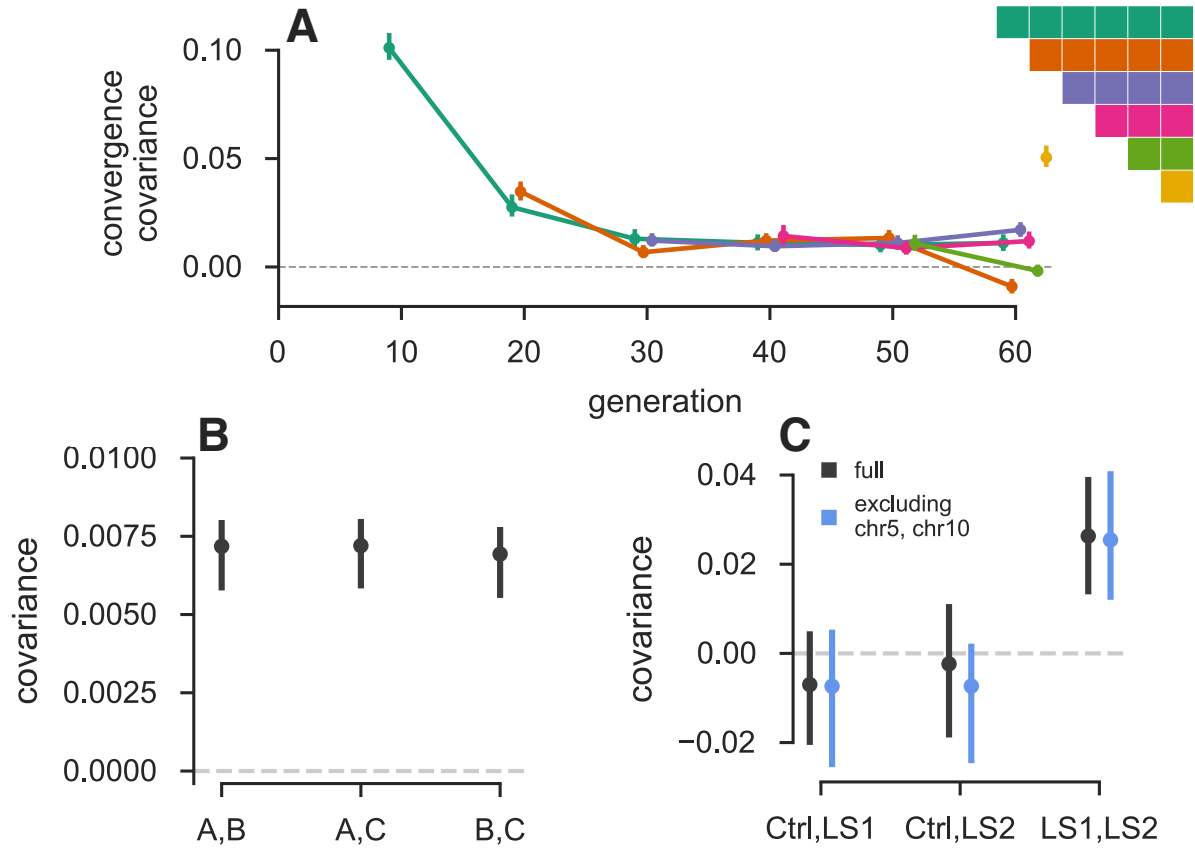 A
convergence
covariance
0.10
0.05
0.00
0 10 20 30 40 50 60
generation
B
covariance
0.0100
0.0075
0.0050
0.0025
0.0000
A,B A,C B,C
C
full
excluding
chr5, chr10
covariance
0.04
0.02
0.00
−0.02
Ctrl,LS1 Ctrl,LS2 LS1,LS2